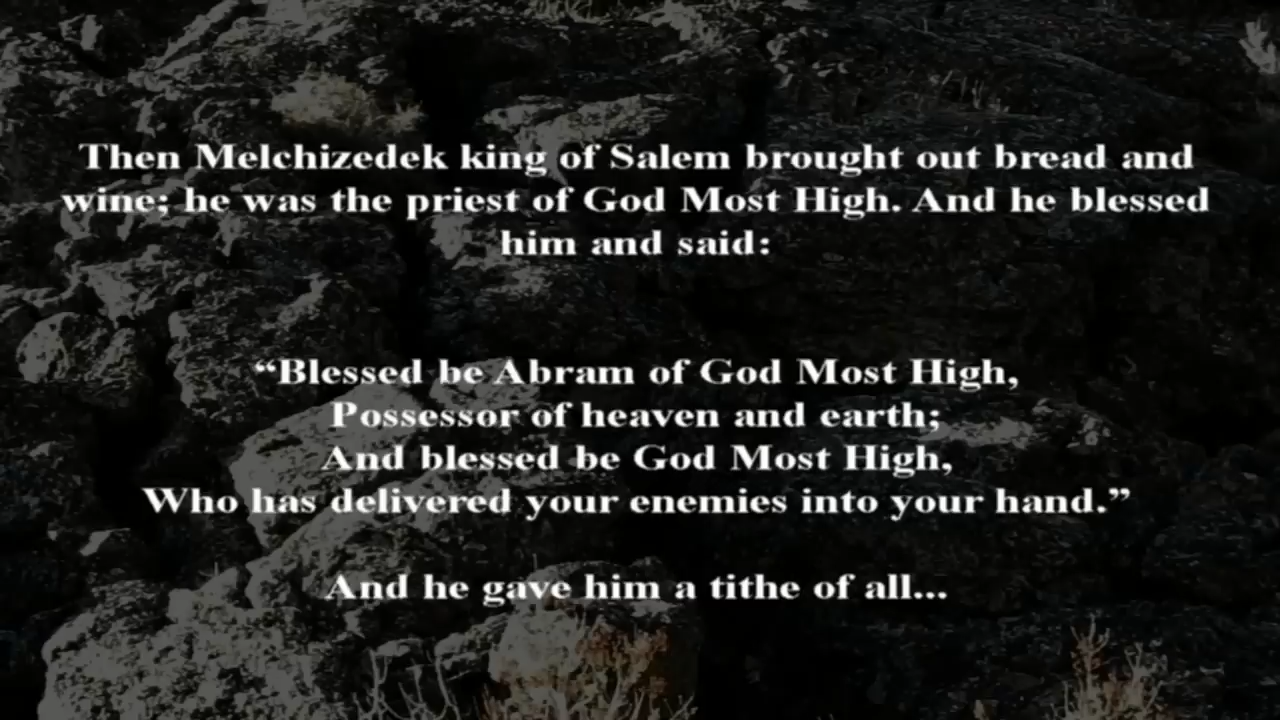 Then Melchizedek king of Salem brought out bread and
wine; he was the priest of God Most High. And he blessed
him and said:
“Blessed be Abram of God Most High,
Possessor of heaven and earth;
And blessed be God Most High,
Who has delivered your enemies into your hand.”
And he gave him a tithe of all...